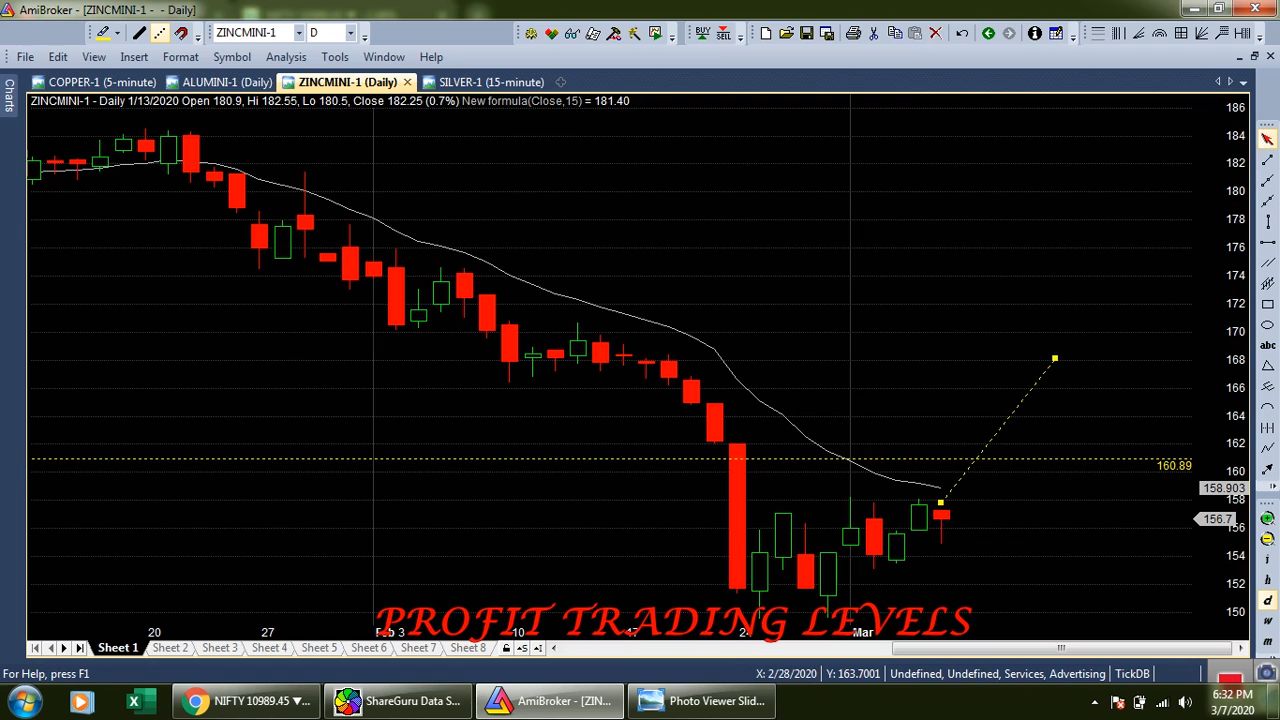 AmiBroker - [ZINCMINI-1 - - Daily]
ZINCMINI-1 D
BUY SELL
File Edit View Insert Format Symbol Analysis Tools Window Help
COPPER-1 (5-minute) ALUMINI-1 (Daily) ZINCMINI-1 (Daily) SILVER-1 (15-minute)
Charts
ZINCMINI-1 - Daily 1/13/2020 Open 180.9, Hi 182.55, Lo 180.5, Close 182.25 (0.7%) New formula(Close,15) = 181.40
186
184
182
180
178
176
174
172
170
168
166
164
162
160.89
160
158.903
158
156.7
156
154
152
150
abc
i
h
d
w
m
PROFIT TRADING LEVELS
20 27 Feb 3 10 17 24 Mar
Sheet 1 Sheet 2 Sheet 3 Sheet 4 Sheet 5 Sheet 6 Sheet 7 Sheet 8
For Help, press F1 X: 2/28/2020 Y: 163.7001 Undefined, Undefined, Services, Advertising TickDB
NIFTY 10989.45 ▼... ShareGuru Data S... AmiBroker - [ZINC... Photo Viewer Slid...
6:32 PM
3/7/2020